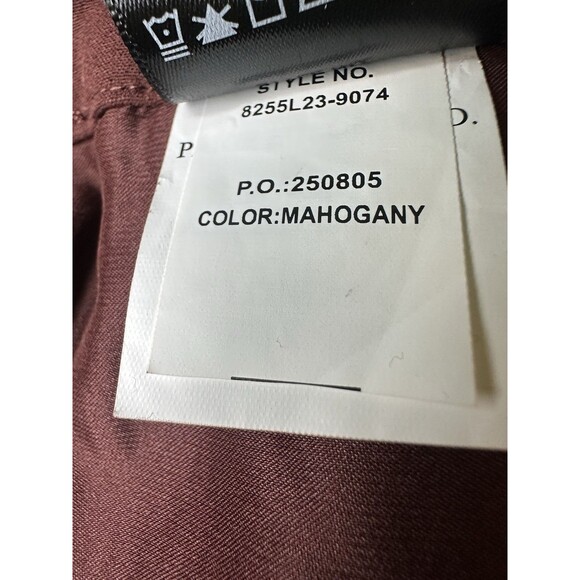 STYLE NO.
8255L23-9074
P D.
P.O.:250805
COLOR:MAHOGANY